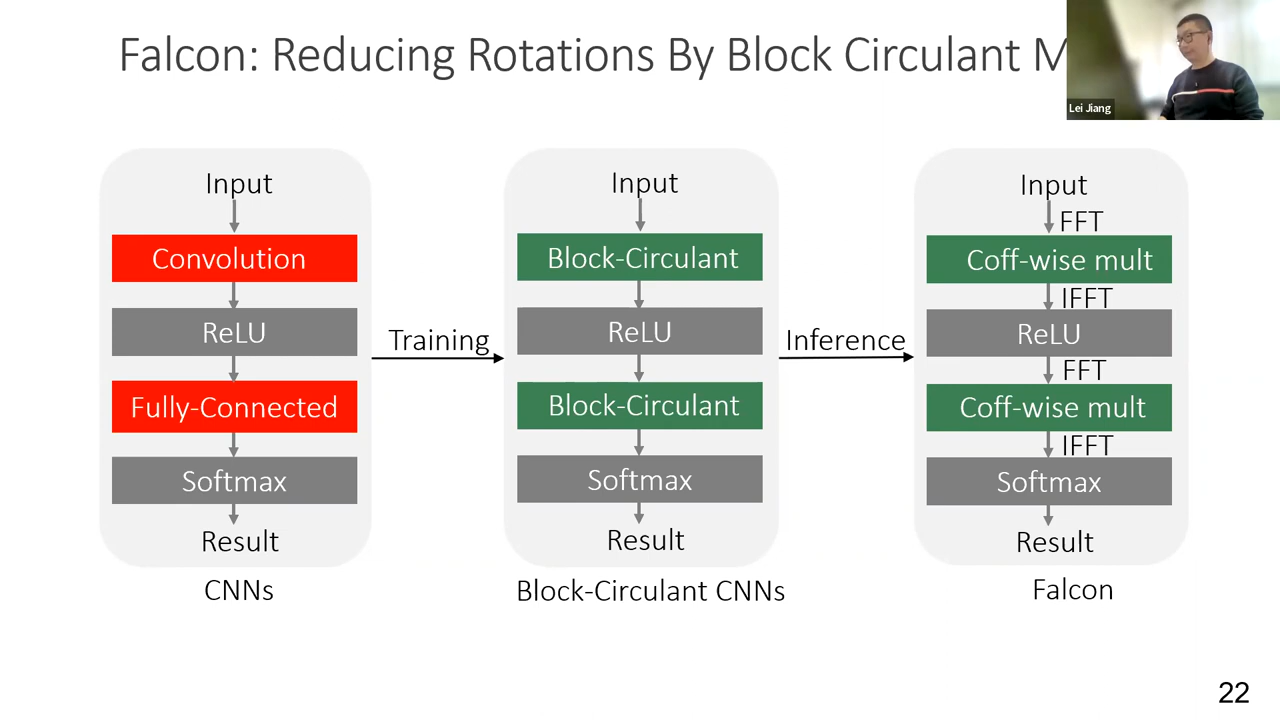 Falcon: Reducing Rotations By Block Circulant
Lei Jiang
Input
Convolution
ReLU
Fully-Connected
Softmax
Result
CNNs
Training
Input
Block-Circulant
ReLU
Block-Circulant
Softmax
Result
Block-Circulant CNNs
Inference
Input
FFT
Coff-wise mult
IFFT
ReLU
FFT
Coff-wise mult
IFFT
Softmax
Result
Falcon
22